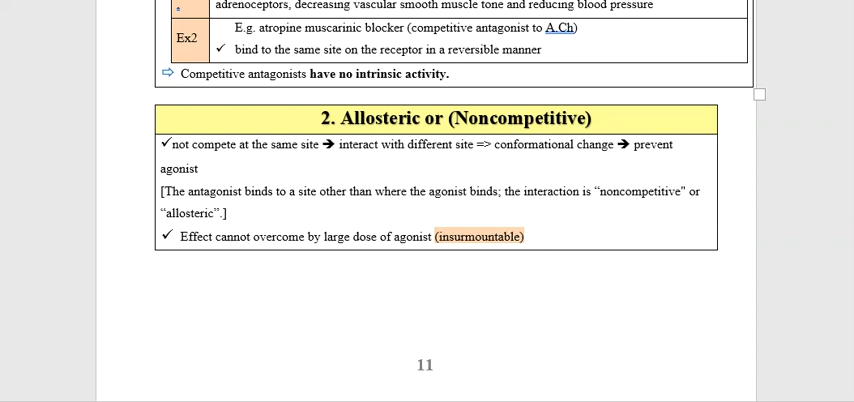 adrenoceptors, decreasing vascular smooth muscle tone and reducing blood pressure
Ex2
E.g. atropine muscarinic blocker (competitive antagonist to A.Ch)
✓ bind to the same site on the receptor in a reversible manner
⇨ Competitive antagonists have no intrinsic activity.
2. Allosteric or (Noncompetitive)
✓not compete at the same site ➔ interact with different site => conformational change ➔ prevent
agonist
[The antagonist binds to a site other than where the agonist binds; the interaction is “noncompetitive" or
“allosteric”.]
✓ Effect cannot overcome by large dose of agonist (insurmountable)
11